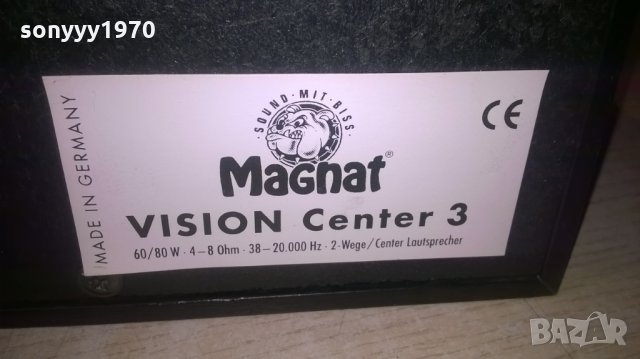 sonyyy1970
SOUND·MIT·BISS·
Magnat®
VISION Center 3
60/80 W · 4–8 Ohm · 38–20.000 Hz · 2-Wege/Center Lautsprecher
MADE IN GERMANY
CE
BAZAR